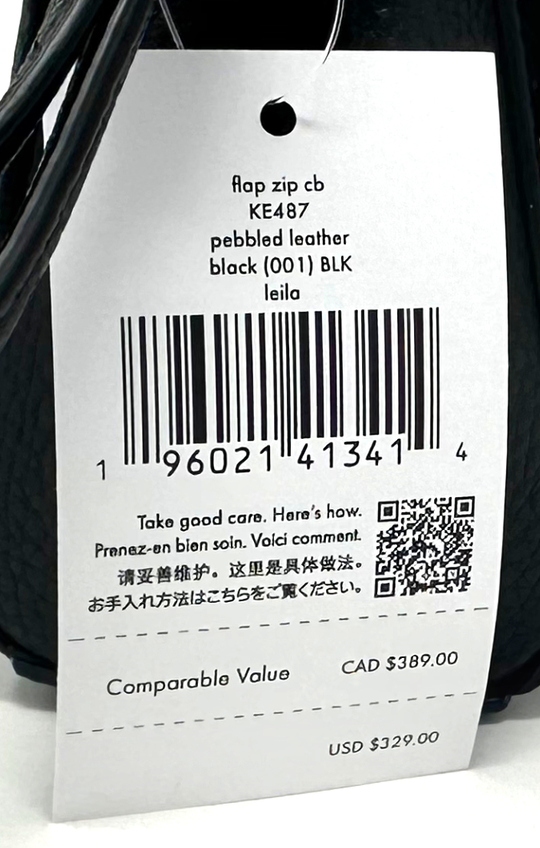 flap zip cb
KE487
pebbled leather
black (001) BLK
leila
1 96021 41341 4
Take good care. Here's how.
Prenez-en bien soin. Voici comment.
请妥善维护。这里是具体做法。
お手入れ方法はこちらをご覧ください。
Comparable Value CAD $389.00
USD $329.00